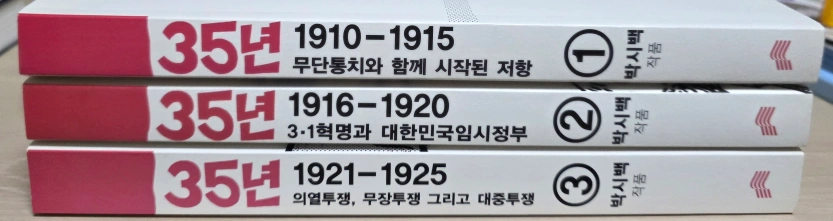 35년
1910-1915
무단통치와 함께 시작된 저항
1
박시백
작품
35년
1916-1920
3·1혁명과 대한민국임시정부
2
박시백
작품
35년
1921-1925
의열투쟁, 무장투쟁 그리고 대중투쟁
3
박시백
작품